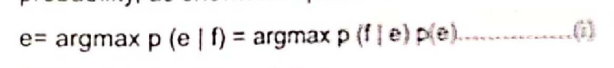 e= argmax p (e | f) = argmax p (f | e) p(e)..................(i)